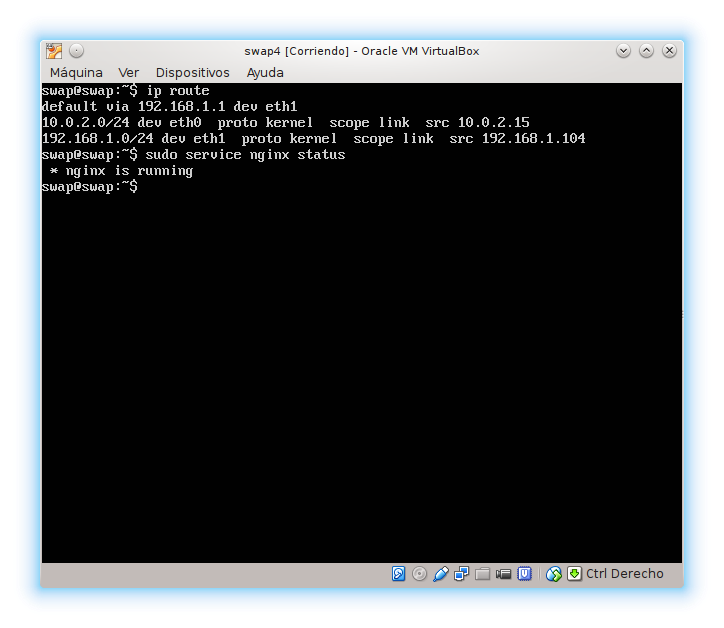 swap4 [Corriendo] - Oracle VM VirtualBox
Máquina Ver Dispositivos Ayuda
swap@swap:~$ ip route
default via 192.168.1.1 dev eth1
10.0.2.0/24 dev eth0  proto kernel  scope link  src 10.0.2.15
192.168.1.0/24 dev eth1  proto kernel  scope link  src 192.168.1.104
swap@swap:~$ sudo service nginx status
 * nginx is running
swap@swap:~$
Ctrl Derecho